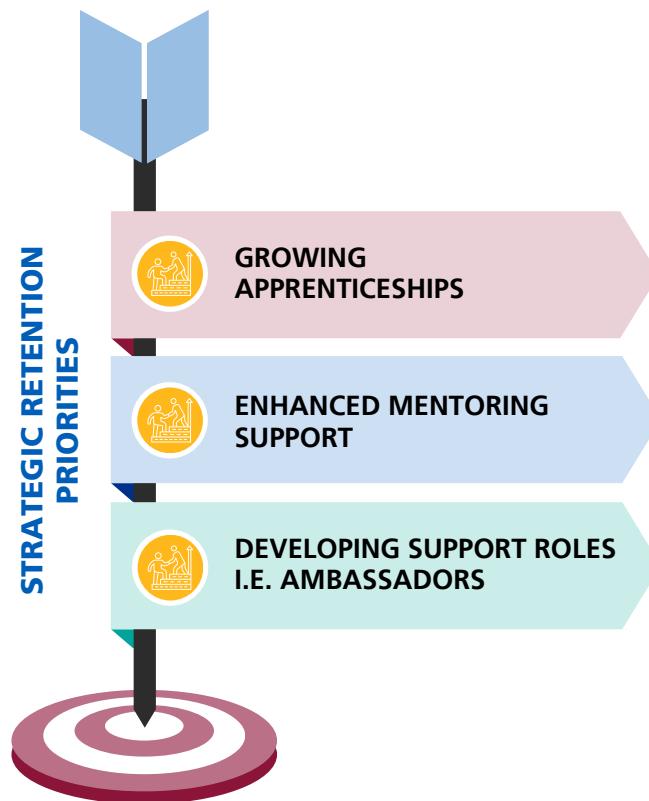 STRATEGIC RETENTION
PRIORITIES
GROWING
APPRENTICESHIPS
ENHANCED MENTORING
SUPPORT
DEVELOPING SUPPORT ROLES
I.E. AMBASSADORS